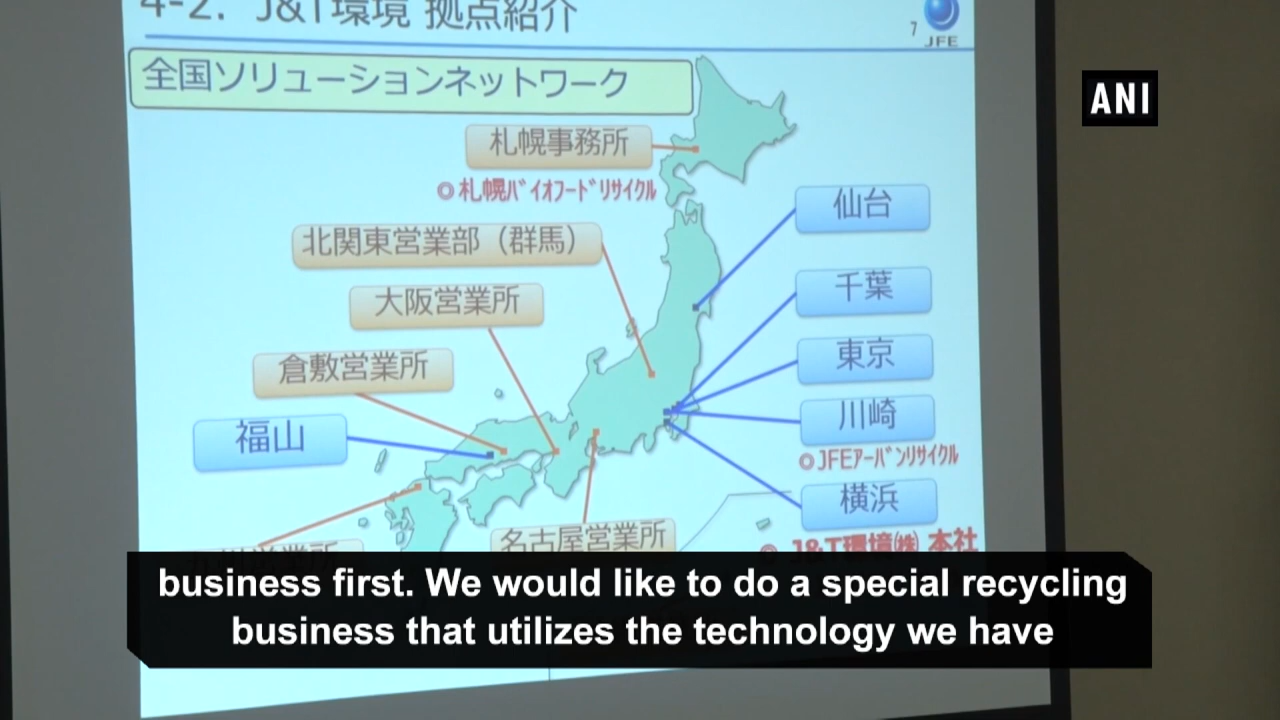 4-2. J&T環境 拠点紹介
7
JFE
全国ソリューションネットワーク
ANI
札幌事務所
◎札幌ﾊﾞｲｵﾌｰﾄﾞﾘｻｲｸﾙ
仙台
北関東営業部（群馬）
千葉
大阪営業所
東京
倉敷営業所
川崎
福山
◎JFEｱｰﾊﾞﾝﾘｻｲｸﾙ
横浜
名古屋営業所
◎ J&T環境㈱ 本社
business first. We would like to do a special recycling
business that utilizes the technology we have